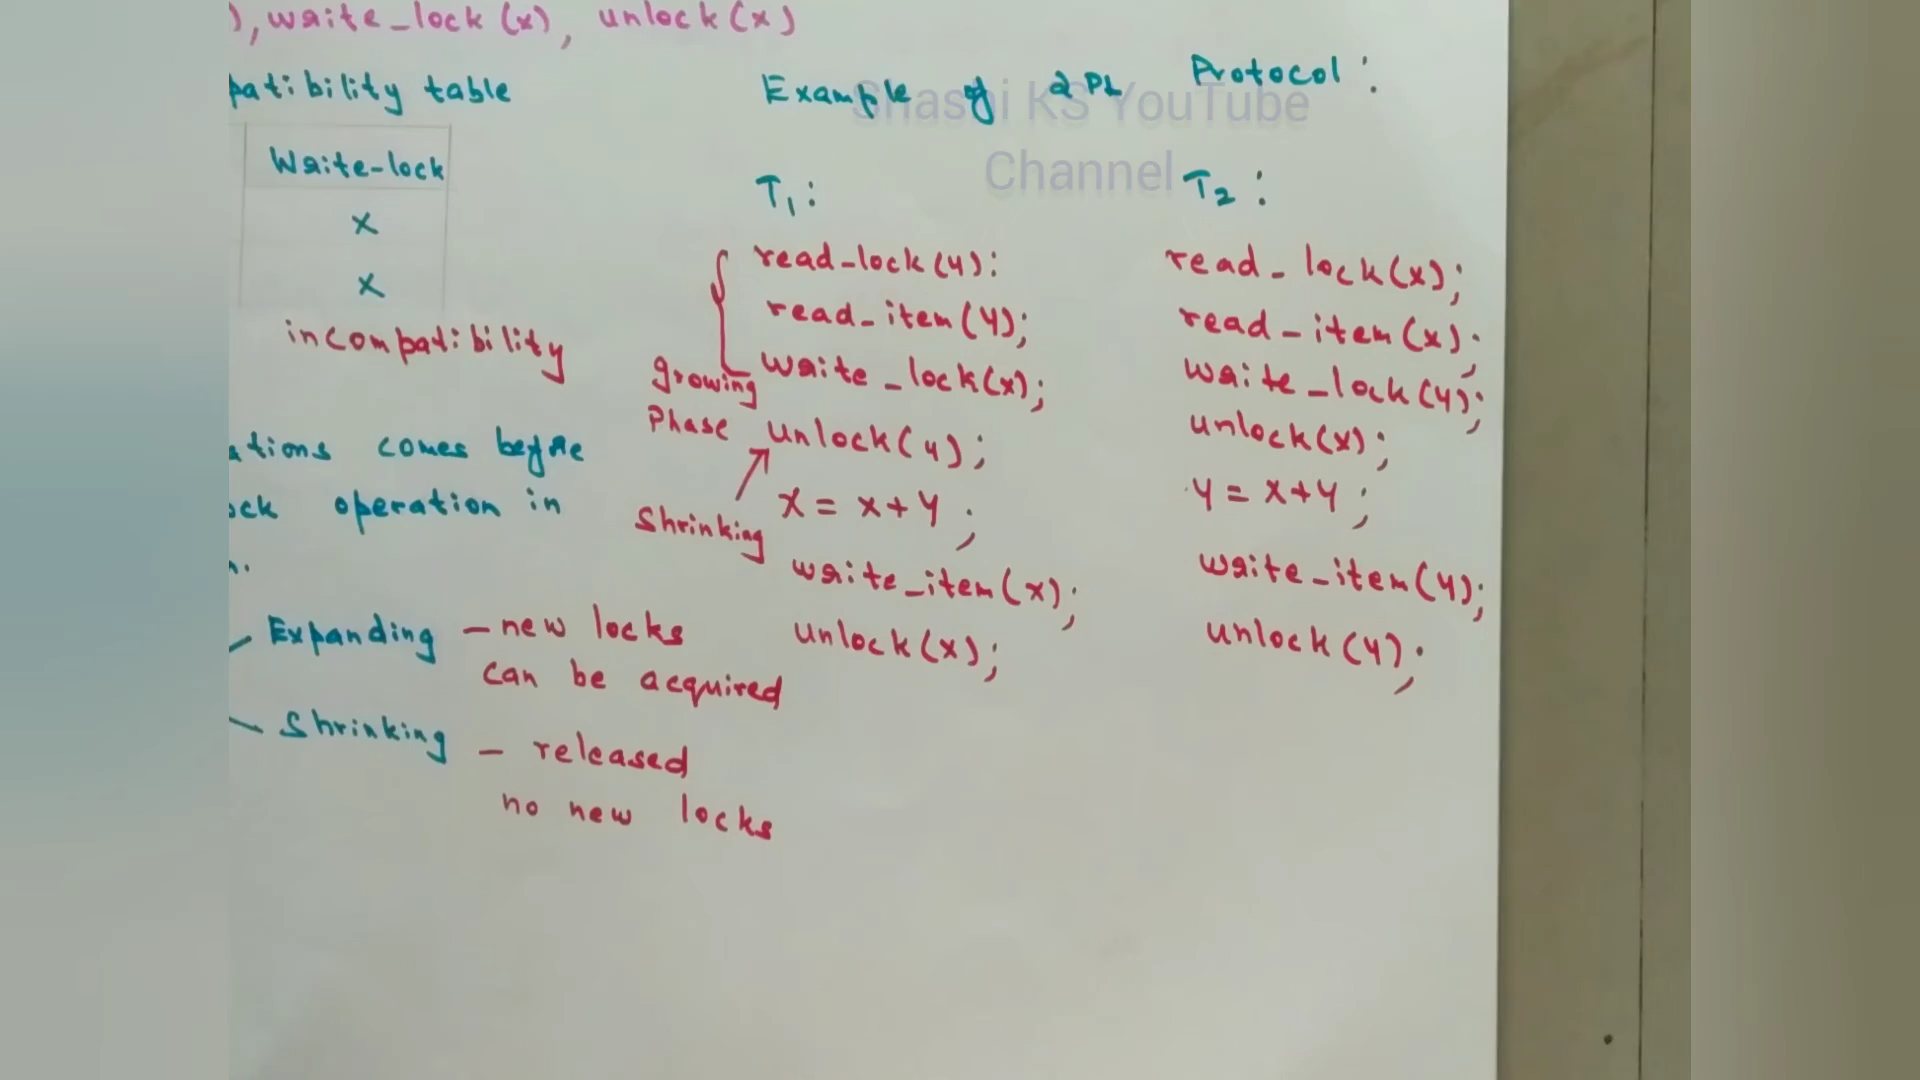 ), write_lock(x), unlock(x)
patibility table
Write-lock
x
x
incompatibility
ations comes before
ock operation in
n.
Expanding - new locks
can be acquired
Shrinking - released
no new locks
Example of 2PL Protocol:
Shashi KS YouTube
Channel
T1:
read-lock(y):
read_item(y);
write_lock(x);
growing
Phase
unlock(y);
Shrinking
x = x+y;
write_item(x);
unlock(x);
T2:
read_lock(x);
read_item(x);
write_lock(y);
unlock(x);
y = x+y;
write_item(y);
unlock(y);